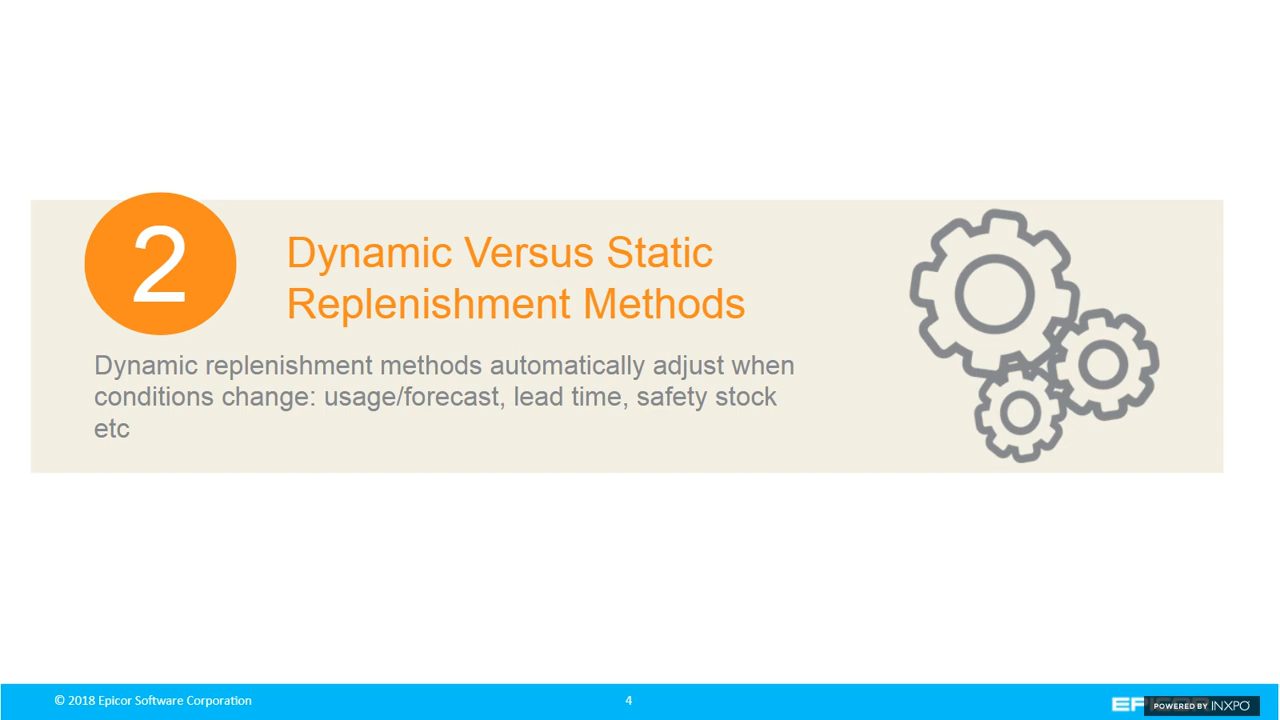 2
Dynamic Versus Static
Replenishment Methods
Dynamic replenishment methods automatically adjust when
conditions change: usage/forecast, lead time, safety stock
etc
© 2018 Epicor Software Corporation
4
POWERED BY INXPO